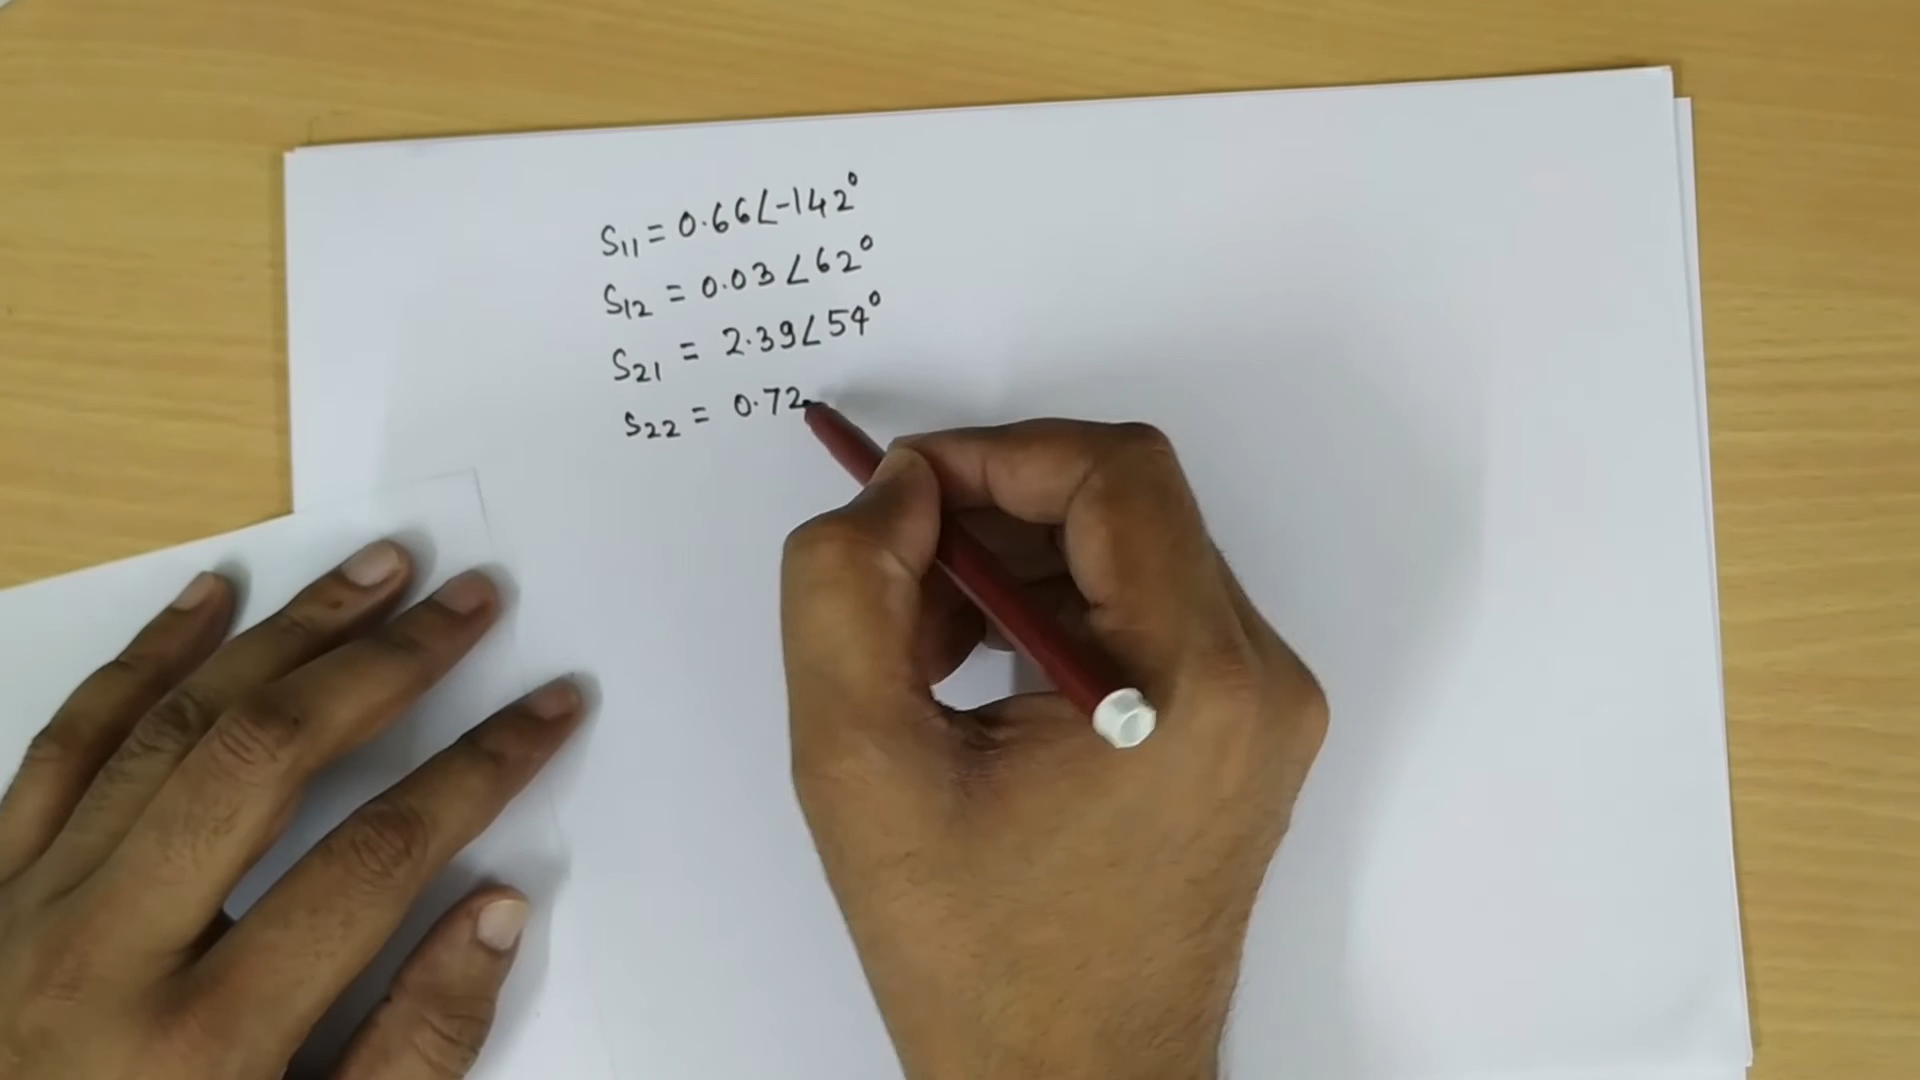 S11 = 0.66∠-142°
S12 = 0.03∠62°
S21 = 2.39∠54°
S22 = 0.72